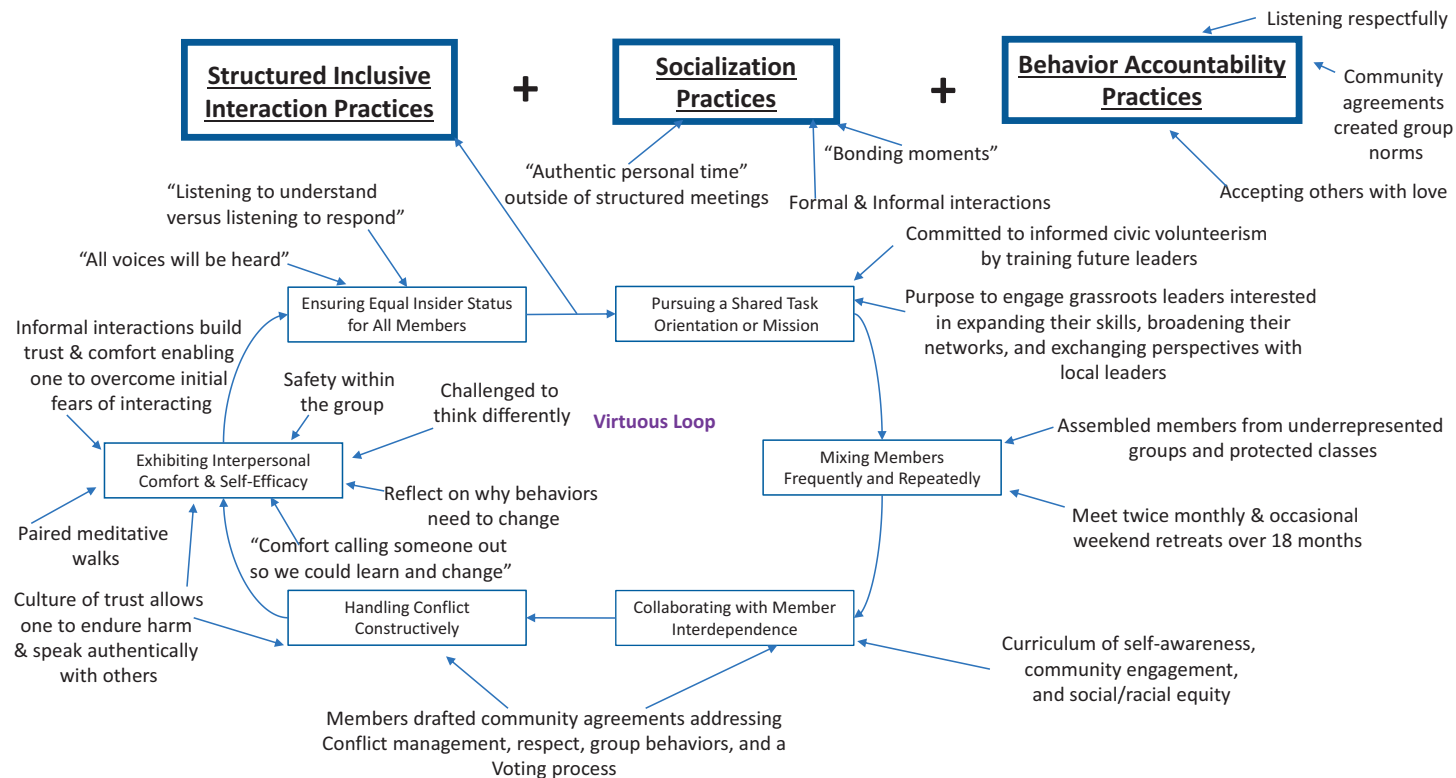 Listening respectfully
Structured Inclusive
Interaction Practices
+
Socialization
Practices
+
Behavior Accountability
Practices
Community
agreements
created group
norms
"Authentic personal time"
outside of structured meetings
"Bonding moments"
Formal & Informal interactions
Accepting others with love
"Listening to understand
versus listening to respond"
"All voices will be heard"
Committed to informed civic volunteerism
by training future leaders
Ensuring Equal Insider Status
for All Members
Pursuing a Shared Task
Orientation or Mission
Purpose to engage grassroots leaders interested
in expanding their skills, broadening their
networks, and exchanging perspectives with
local leaders
Informal interactions build
trust & comfort enabling
one to overcome initial
fears of interacting
Safety within
the group
Challenged to
think differently
Virtuous Loop
Exhibiting Interpersonal
Comfort & Self-Efficacy
Mixing Members
Frequently and Repeatedly
Assembled members from underrepresented
groups and protected classes
Reflect on why behaviors
need to change
Meet twice monthly & occasional
weekend retreats over 18 months
Paired meditative
walks
"Comfort calling someone out
so we could learn and change"
Culture of trust allows
one to endure harm
& speak authentically
with others
Handling Conflict
Constructively
Collaborating with Member
Interdependence
Curriculum of self-awareness,
community engagement,
and social/racial equity
Members drafted community agreements addressing
Conflict management, respect, group behaviors, and a
Voting process